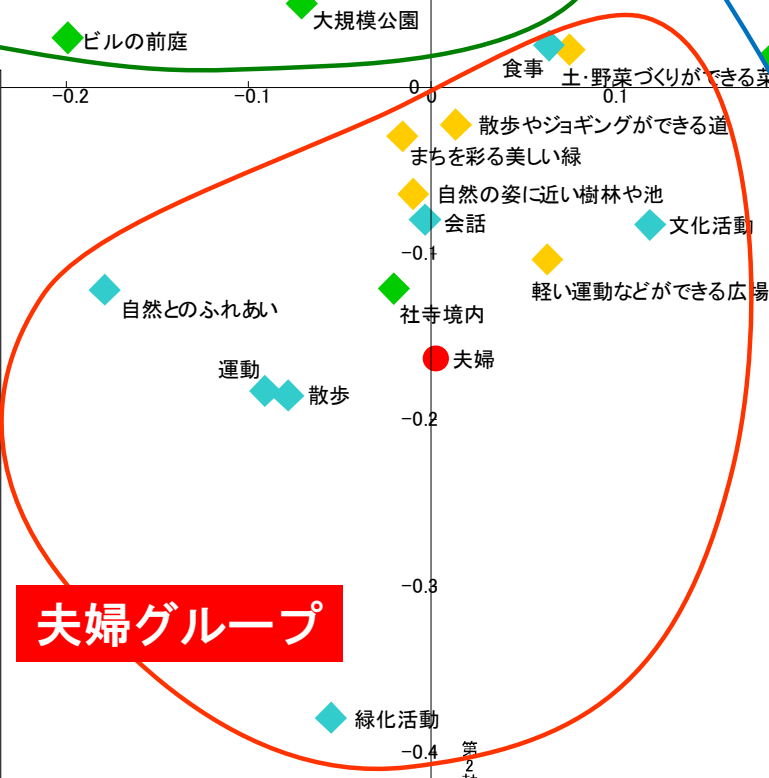 大規模公園
ビルの前庭
食事
土・野菜づくりができる菜
-0.2
-0.1
0
0.1
散歩やジョギングができる道
まちを彩る美しい緑
自然の姿に近い樹林や池
会話
文化活動
-0.1
軽い運動などができる広場
自然とのふれあい
社寺境内
夫婦
運動
散歩
-0.2
-0.3
夫婦グループ
緑化活動
-0.4
第2